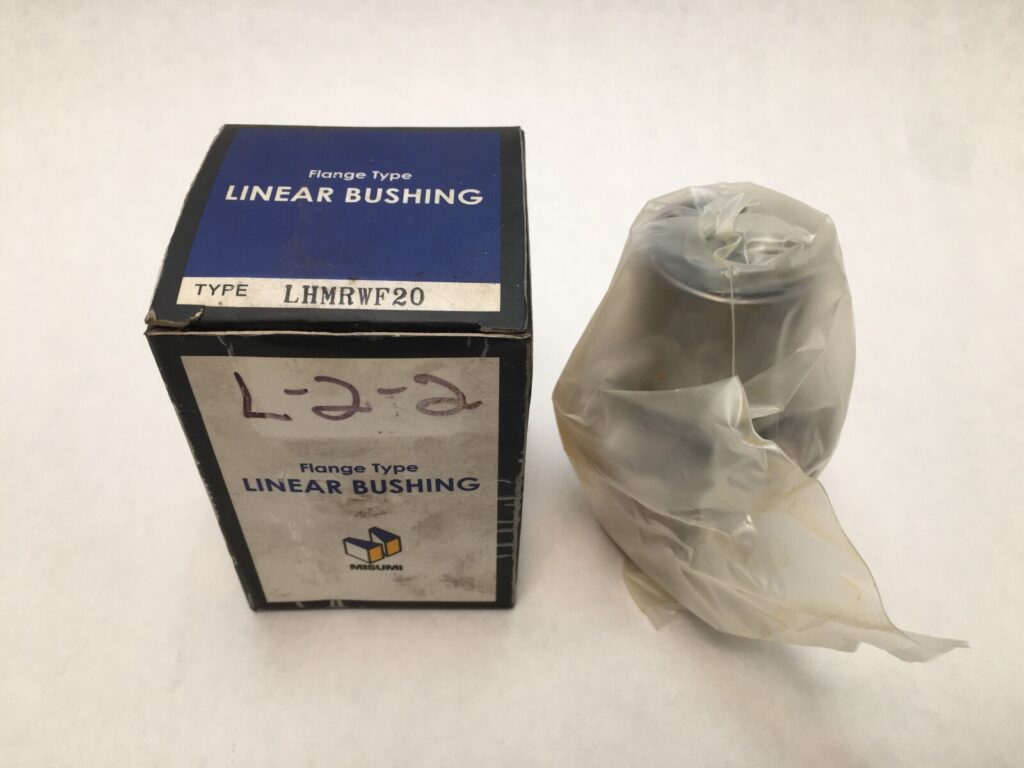 Flange Type
LINEAR BUSHING
TYPE LHMRWF20
L-2-2
Flange Type
LINEAR BUSHING
MISUMI